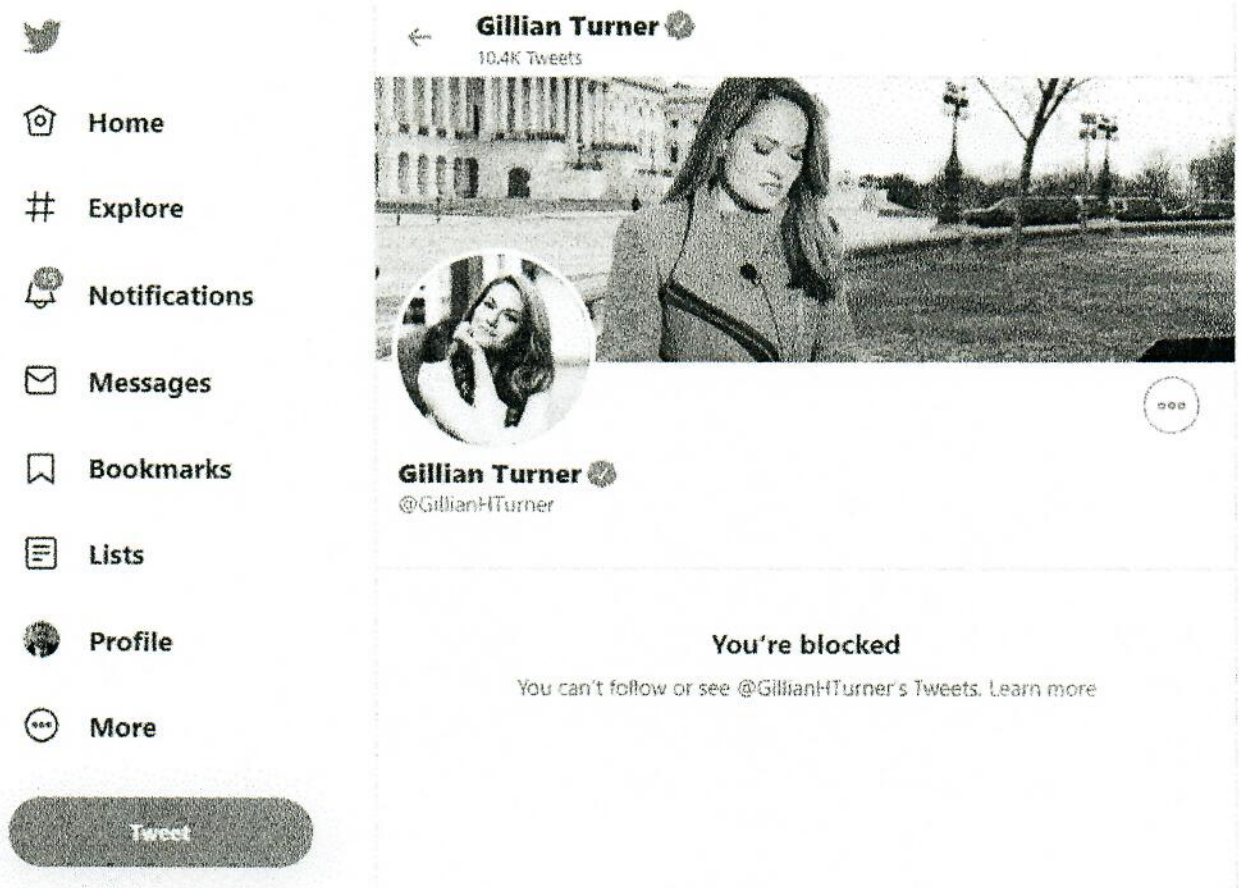 Home
Explore
Notifications
Messages
Bookmarks
Lists
Profile
More
Tweet
Gillian Turner
10.4K Tweets
Gillian Turner
@GillianHTurner
You're blocked
You can't follow or see @GillianHTurner's Tweets. Learn more